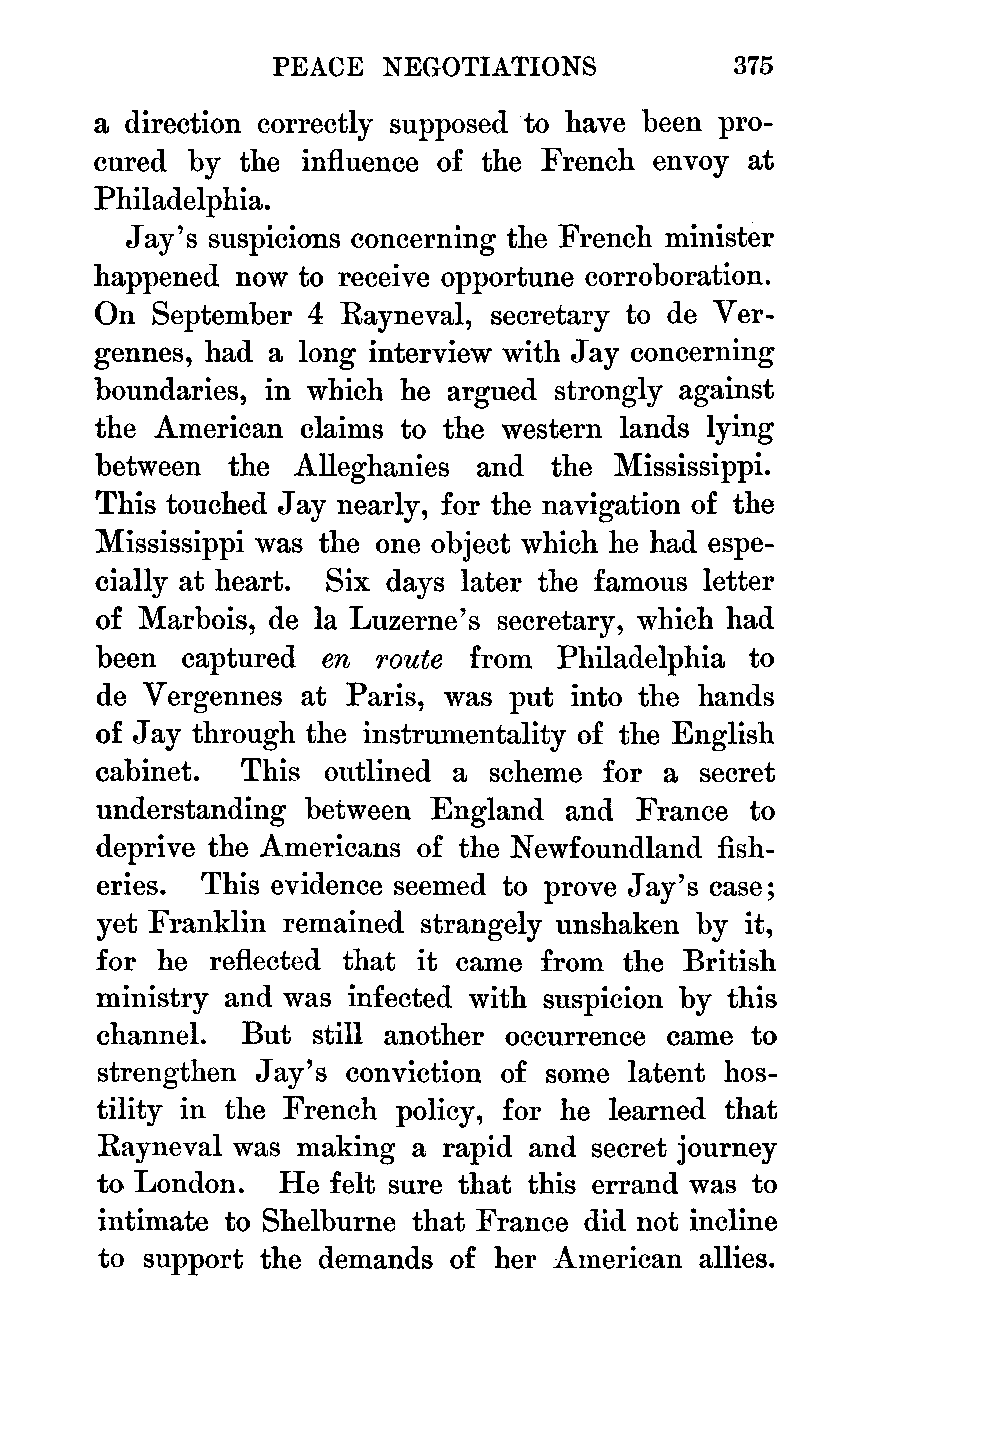 PEACE NEGOTIATIONS 375
a direction correctly supposed to have been pro-
cured by the influence of the French envoy at
Philadelphia.
Jay's suspicions concerning the French minister
happened now to receive opportune corroboration.
On September 4 Rayneval, secretary to de Ver-
gennes, had a long interview with Jay concerning
boundaries, in which he argued strongly against
the American claims to the western lands lying
between the Alleghanies and the Mississippi.
This touched Jay nearly, for the navigation of the
Mississippi was the one object which he had espe-
cially at heart. Six days later the famous letter
of Marbois, de la Luzerne's secretary, which had
been captured en route from Philadelphia to
de Vergennes at Paris, was put into the hands
of Jay through the instrumentality of the English
cabinet. This outlined a scheme for a secret
understanding between England and France to
deprive the Americans of the Newfoundland fish-
eries. This evidence seemed to prove Jay's case;
yet Franklin remained strangely unshaken by it,
for he reflected that it came from the British
ministry and was infected with suspicion by this
channel. But still another occurrence came to
strengthen Jay's conviction of some latent hos-
tility in the French policy, for he learned that
Rayneval was making a rapid and secret journey
to London. He felt sure that this errand was to
intimate to Shelburne that France did not incline
to support the demands of her American allies.